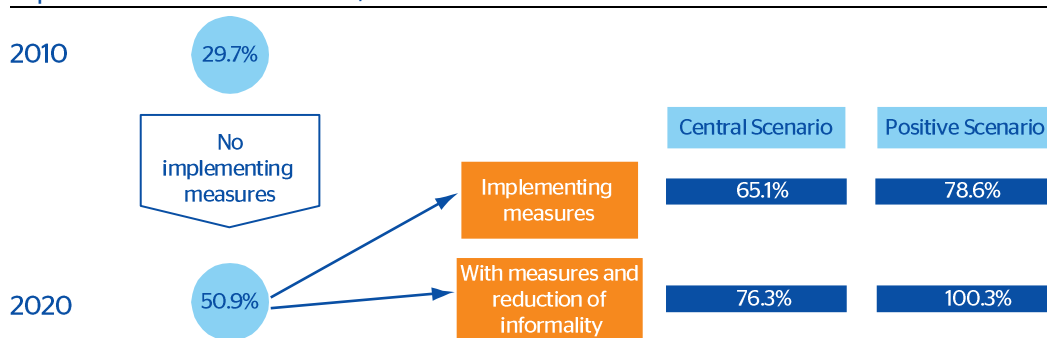 2010
29.7%
No
implementing
measures
Central Scenario
Positive Scenario
Implementing
measures
65.1%
78.6%
2020
50.9%
With measures and
reduction of
informality
76.3%
100.3%